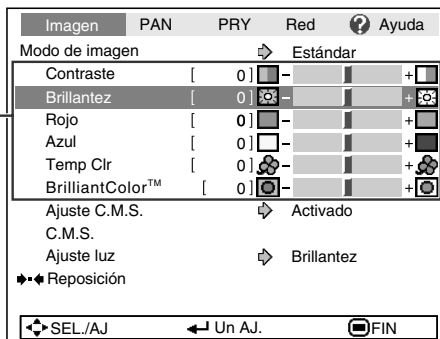 Imagen PAN PRY Red ? Ayuda
Modo de imagen Estándar
Contraste [ 0 ] - +
Brillantez [ 0 ] - +
Rojo [ 0 ] - +
Azul [ 0 ] - +
Temp Clr [ 0 ] - +
BrilliantColor™ [ 0 ] - +
Ajuste C.M.S. Activado
C.M.S.
Ajuste luz Brillantez
Reposición
SEL./AJ Un AJ. FIN